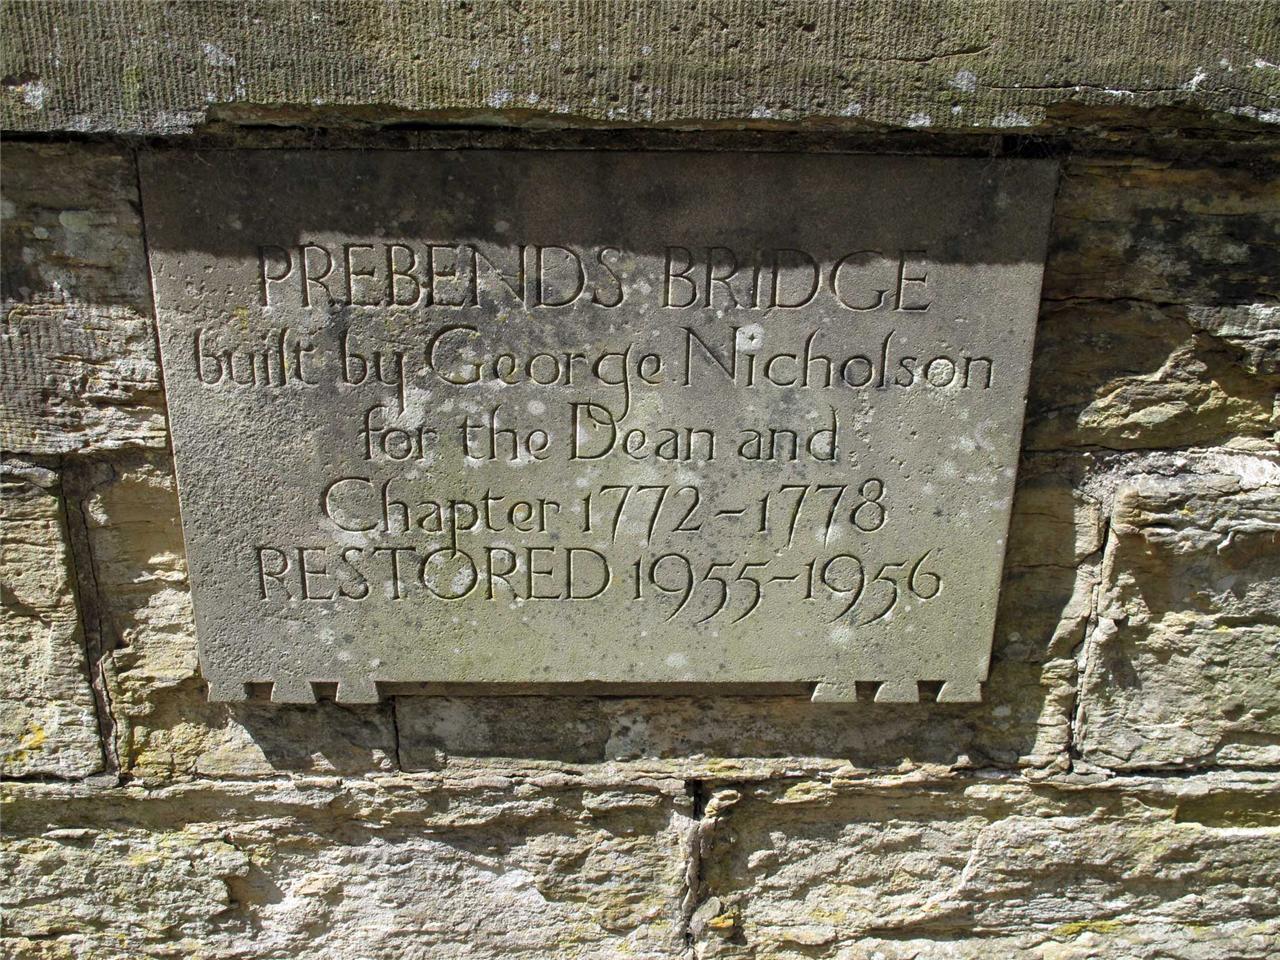 PREBENDS BRIDGE
built by George Nicholson
for the Dean and
Chapter 1772-1778
RESTORED 1955-1956